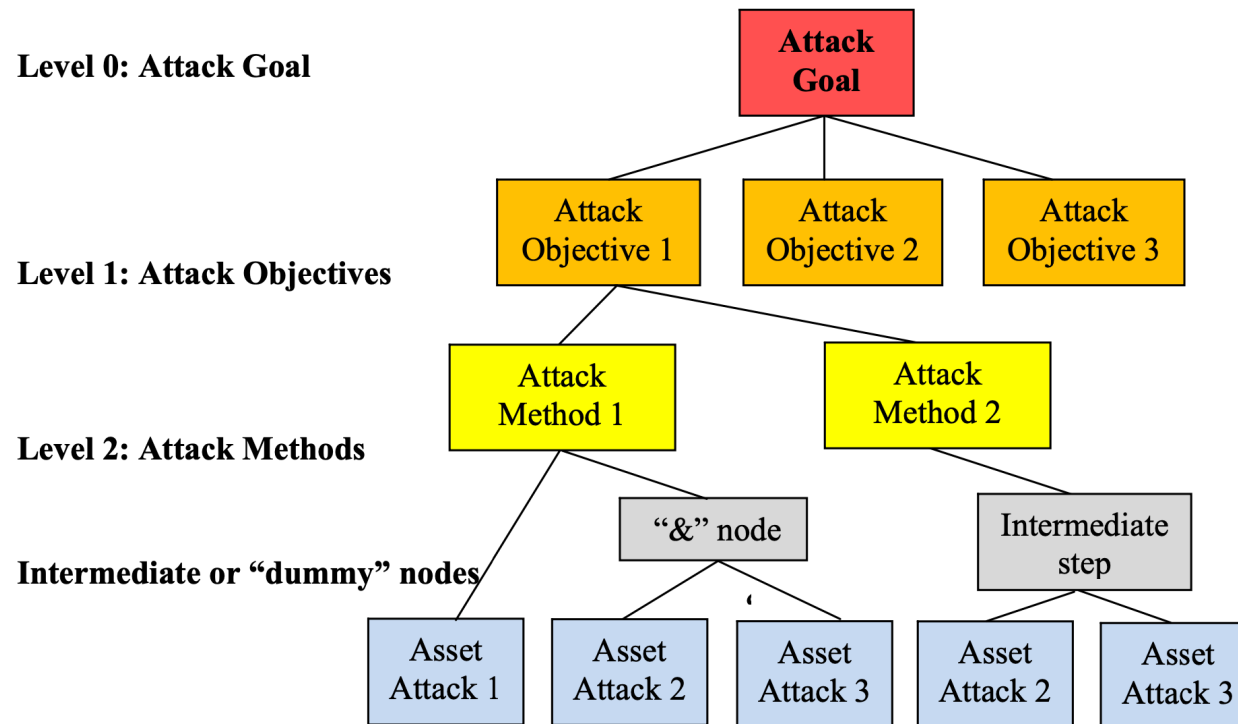 Level 0: Attack Goal
Attack
Goal
Level 1: Attack Objectives
Attack
Objective 1
Attack
Objective 2
Attack
Objective 3
Level 2: Attack Methods
Attack
Method 1
Attack
Method 2
Intermediate or “dummy” nodes
“&” node
Intermediate
step
‘
Asset
Attack 1
Asset
Attack 2
Asset
Attack 3
Asset
Attack 2
Asset
Attack 3